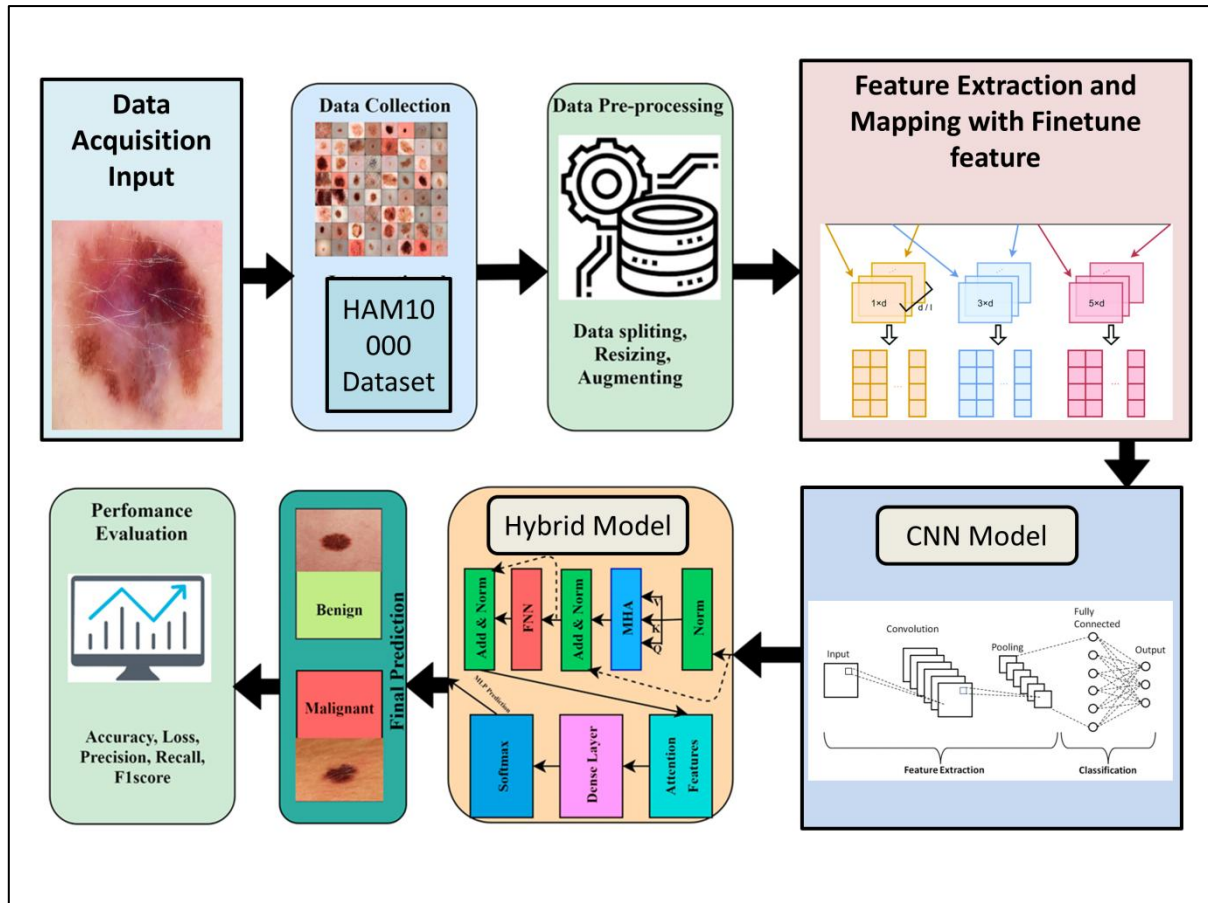 Data
Acquisition
Input
Data Collection
HAM10
000
Dataset
Data Pre-processing
Data spliting,
Resizing,
Augmenting
Feature Extraction and
Mapping with Finetune
feature
1×d
d / l
3×d
5×d
...
...
...
CNN Model
Input
Convolution
Pooling
Fully
Connected
Output
Feature Extraction
Classification
Hybrid Model
Add & Norm
FNN
Add & Norm
MHA
Norm
MLP Prediction
Softmax
Dense Layer
Attention
Features
Final Prediction
Benign
Malignant
Perfomance
Evaluation
Accuracy, Loss,
Precision, Recall,
F1score